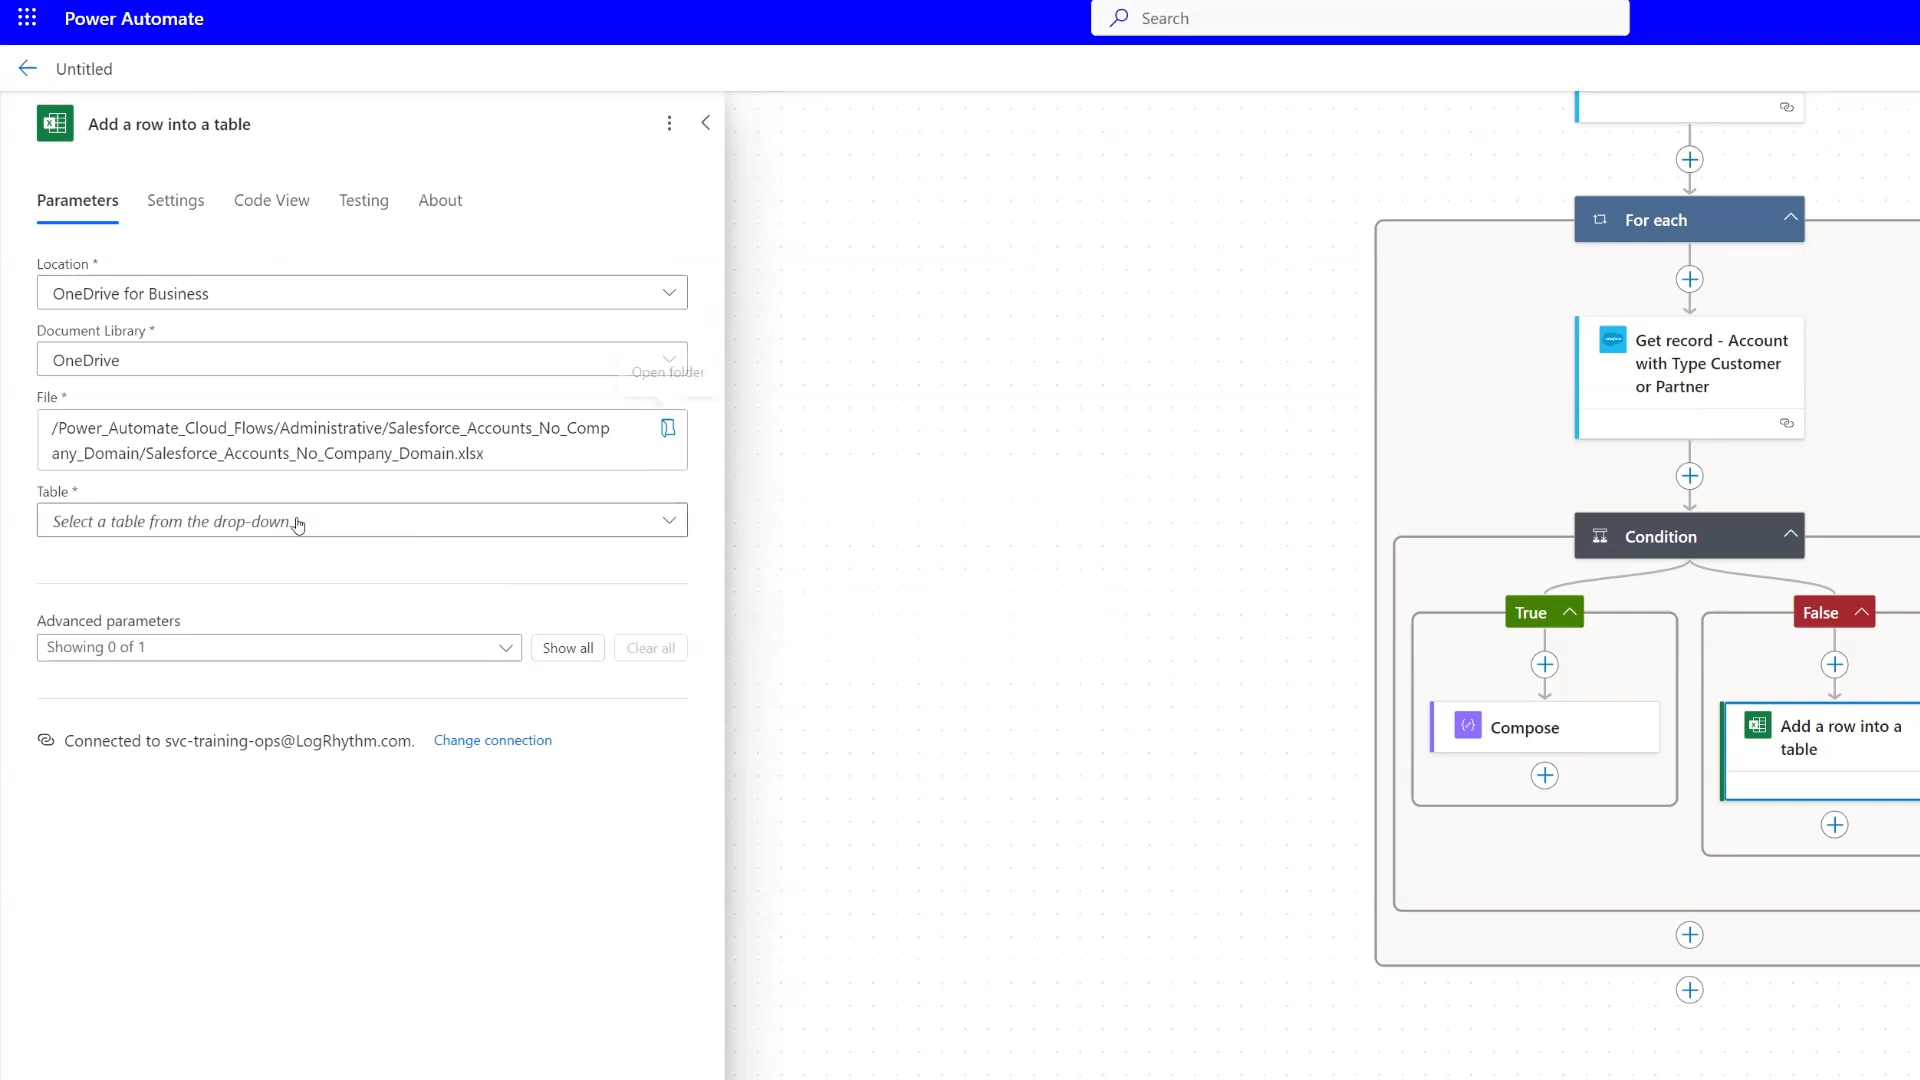 Power Automate
Search
Untitled
Add a row into a table
Parameters
Settings
Code View
Testing
About
Location *
OneDrive for Business
Document Library *
OneDrive
Open folder
File *
/Power_Automate_Cloud_Flows/Administrative/Salesforce_Accounts_No_Comp
any_Domain/Salesforce_Accounts_No_Company_Domain.xlsx
Table *
Select a table from the drop-down.
Advanced parameters
Showing 0 of 1
Show all
Clear all
Connected to svc-training-ops@LogRhythm.com.
Change connection
For each
Get record - Account
with Type Customer
or Partner
Condition
True
False
Compose
Add a row into a
table